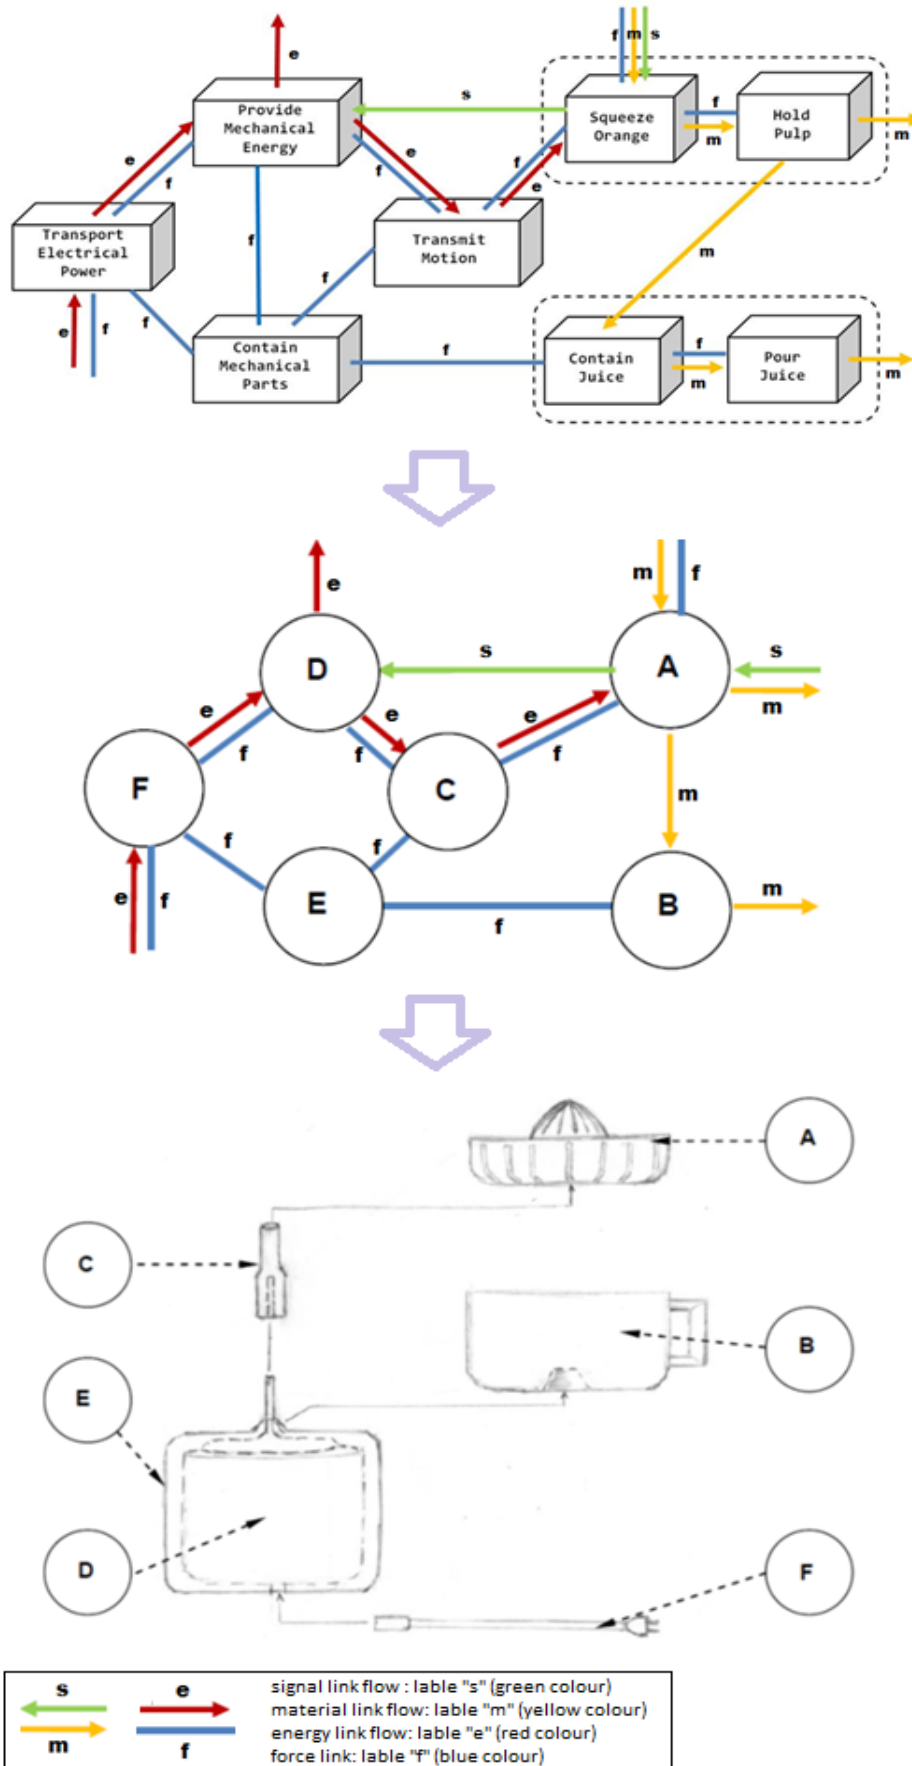 e
f m s
Provide
Mechanical
Energy
s
Squeeze
Orange
f
m
Hold
Pulp
m
e
f
e
f
f
e
Transport
Electrical
Power
f
Transmit
Motion
m
e f
f
f
Contain
Mechanical
Parts
f
Contain
Juice
f
m
Pour
Juice
m
e
m f
D
s
A
s
m
e
f
e
f
e
f
F
C
m
e f
f
f
E
f
B
m
A
C
B
E
D
F
s e
m f
signal link flow : lable "s" (green colour)
material link flow: lable "m" (yellow colour)
energy link flow: lable "e" (red colour)
force link: lable "f" (blue colour)